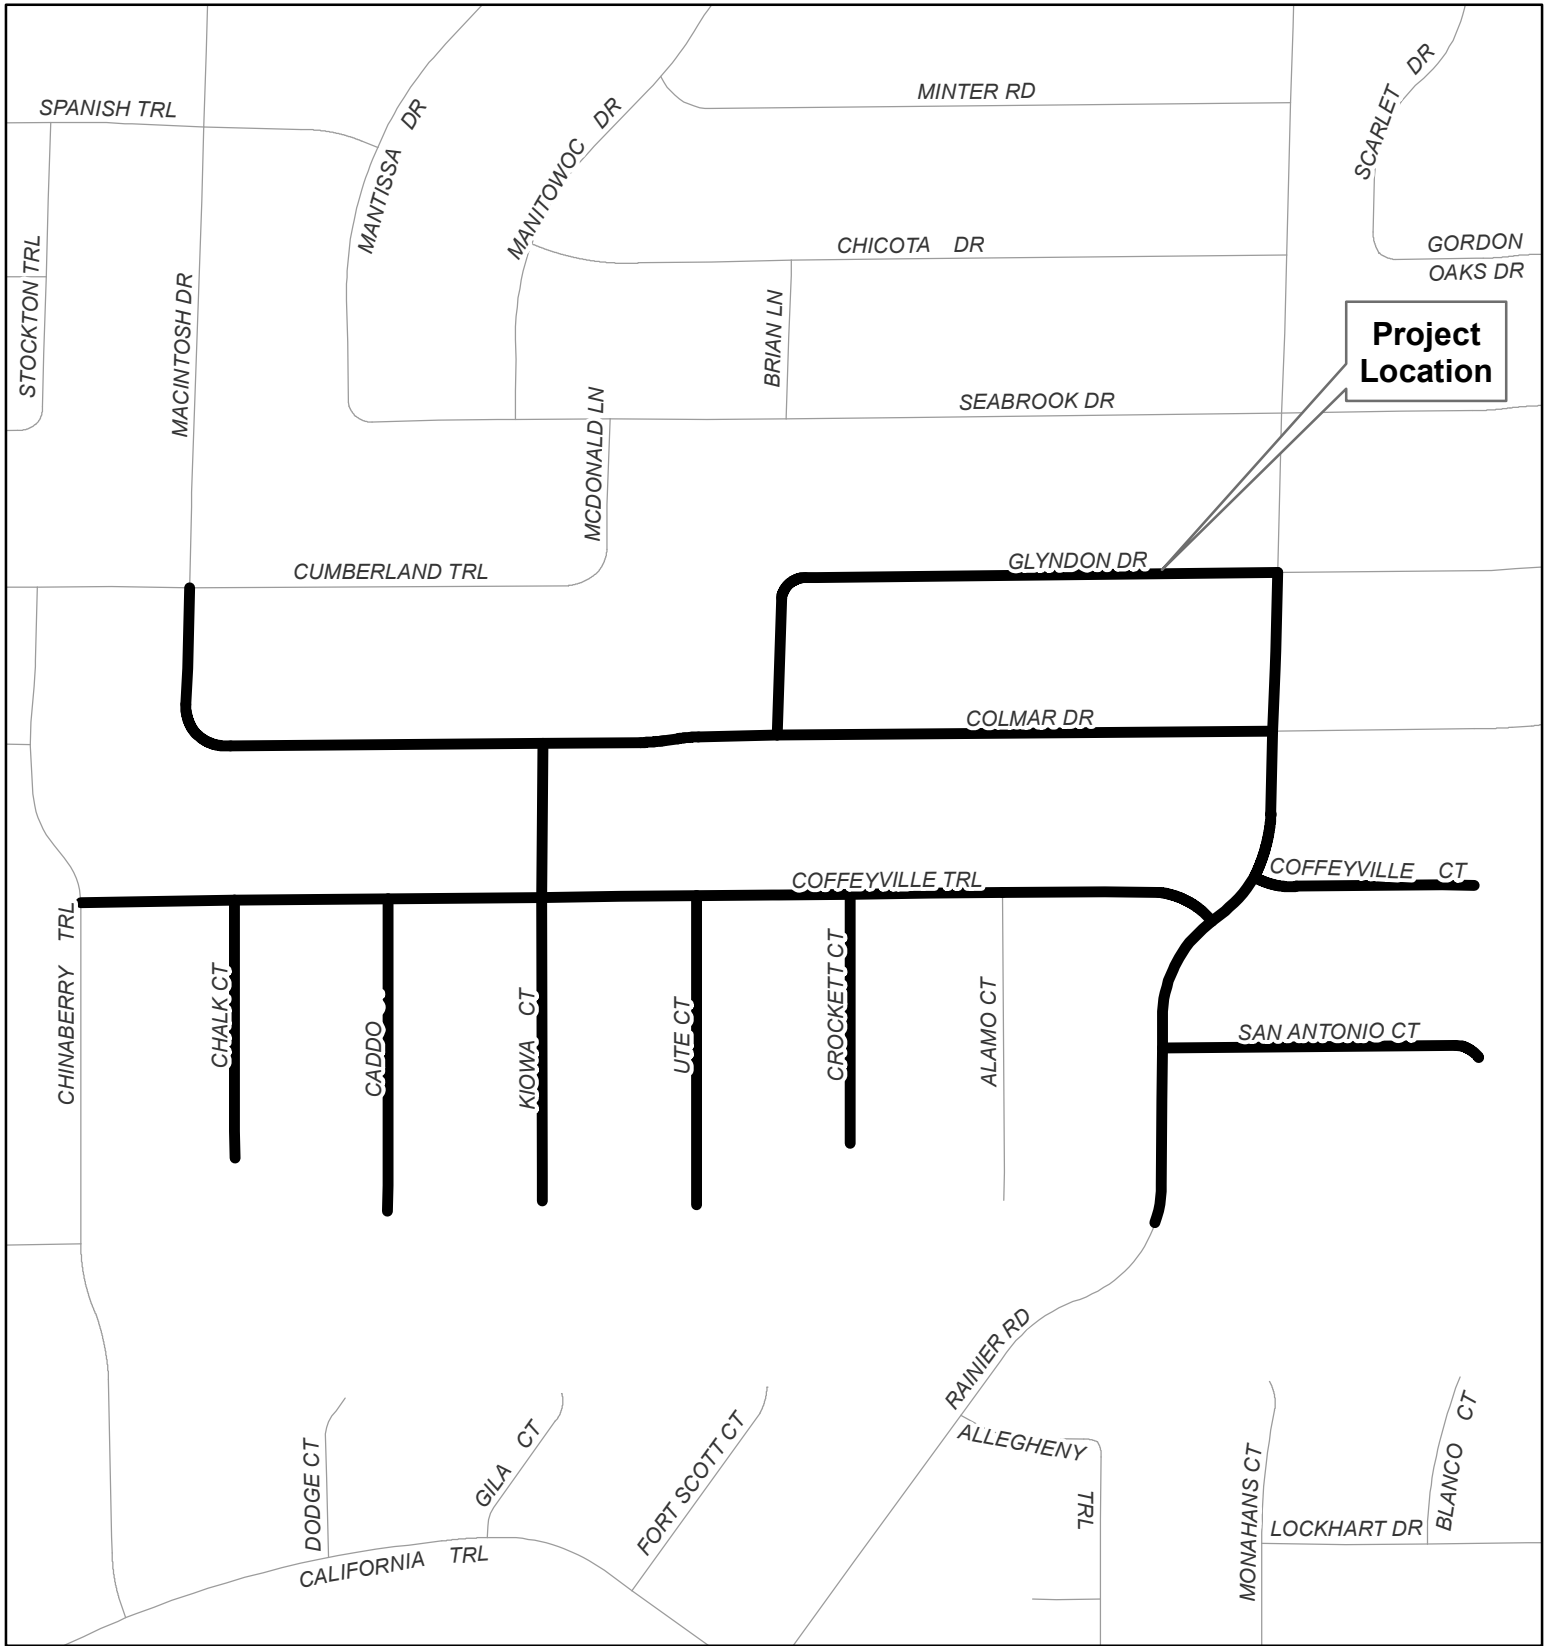 SPANISH TRL
MANTISSA DR
MANITOWOC DR
MINTER RD
SCARLET DR
STOCKTON TRL
MACINTOSH DR
CHICOTA DR
BRIAN LN
GORDON
OAKS DR
Project
Location
MCDONALD LN
SEABROOK DR
CUMBERLAND TRL
GLYNDON DR
COLMAR DR
COFFEYVILLE TRL
COFFEYVILLE CT
CHINABERRY TRL
CHALK CT
CADDO
KIOWA CT
UTE CT
CROCKETT CT
ALAMO CT
SAN ANTONIO CT
RAINIER RD
ALLEGHENY TRL
DODGE CT
GILA CT
FORT SCOTT CT
CALIFORNIA TRL
MONAHANS CT
LOCKHART DR
BLANCO CT